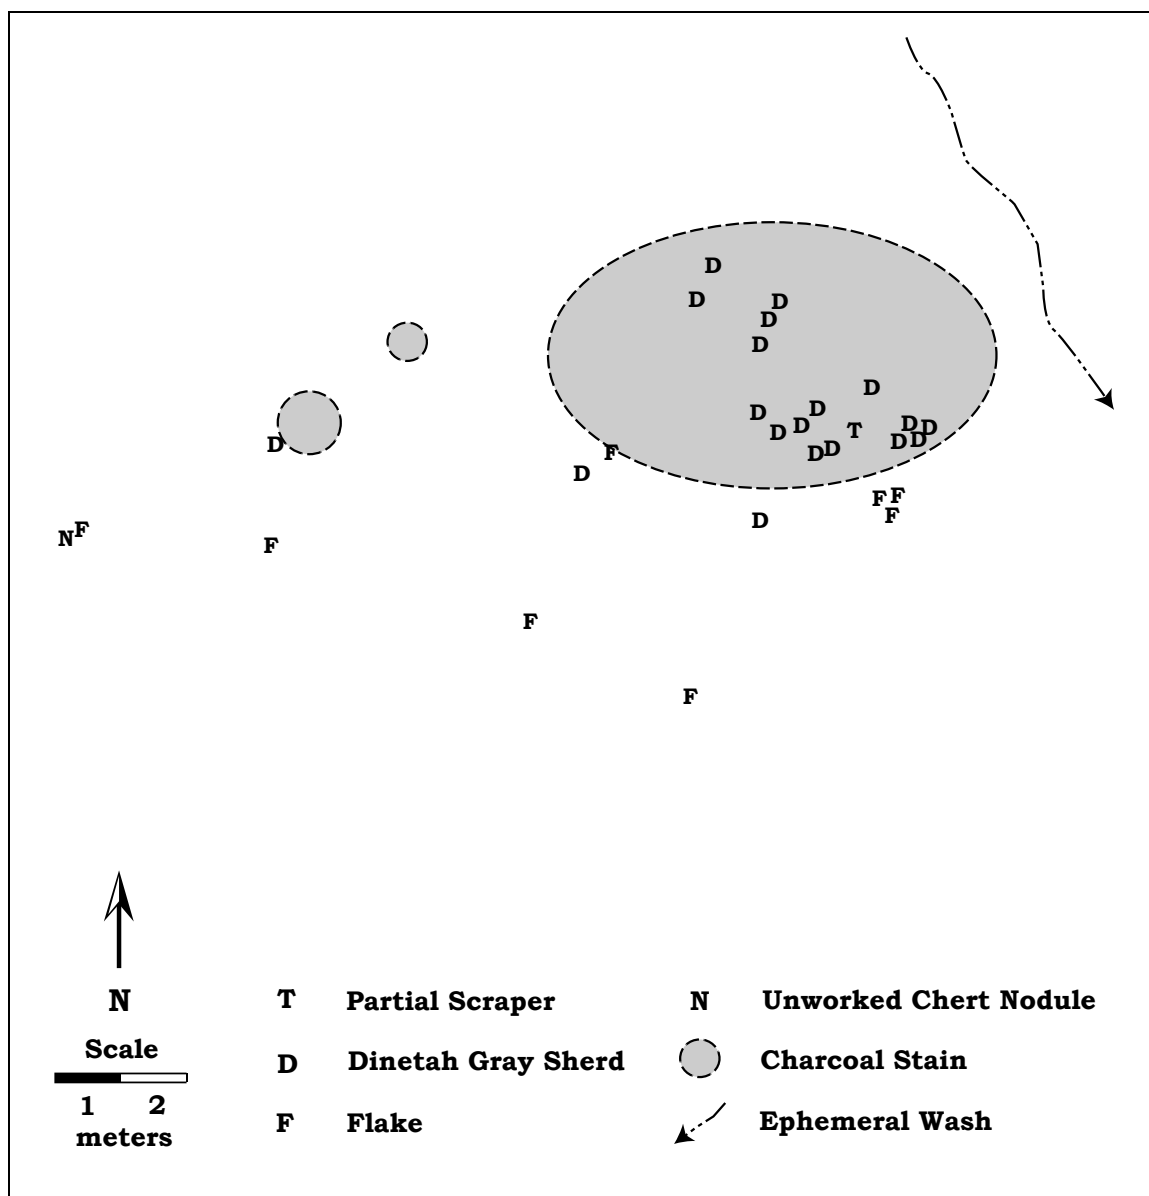 D
D
D
D
D
D
D
D
D
D
T
D
D
D
D
D
D
D
D
F
D
F
F
F
D
N F
F
F
F
N
T Partial Scraper
N Unworked Chert Nodule
Scale
1 2
meters
D Dinetah Gray Sherd
Charcoal Stain
F Flake
Ephemeral Wash